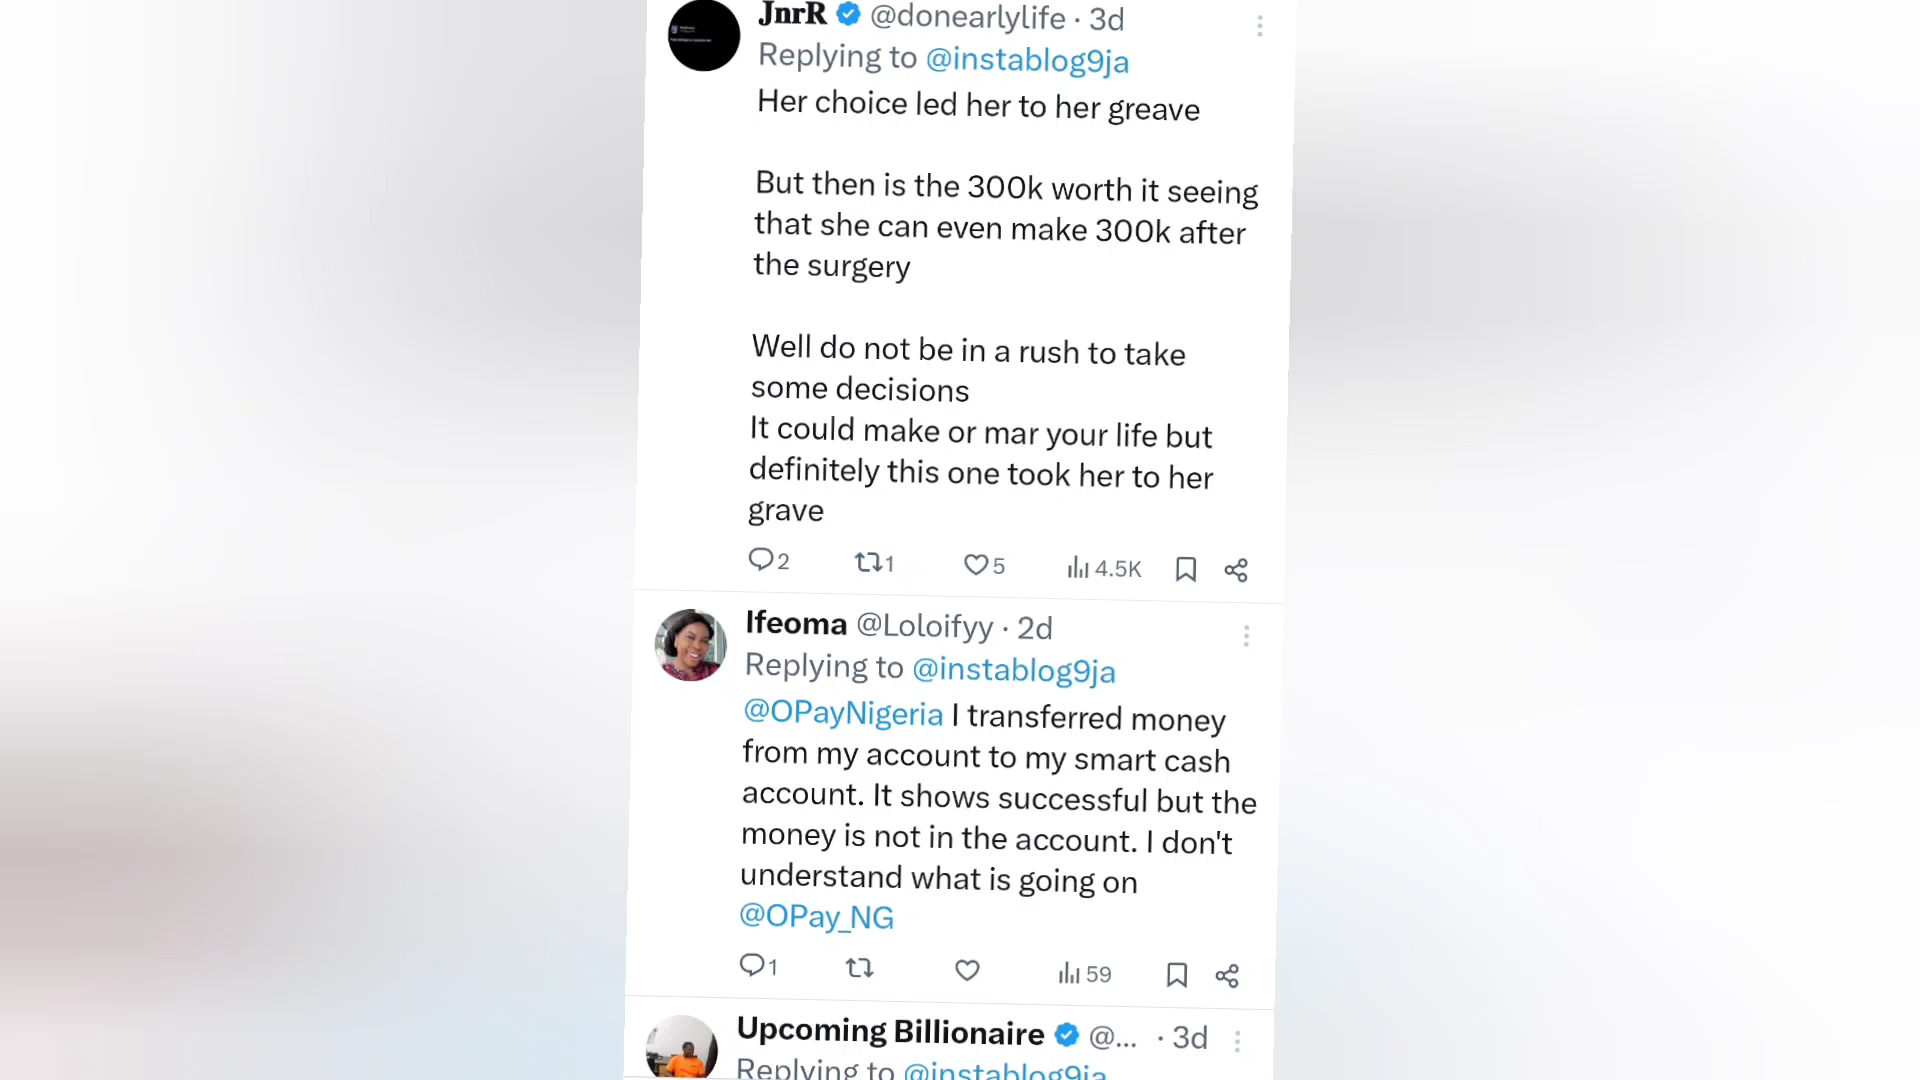 JnrR @donearlylife · 3d
Replying to @instablog9ja
Her choice led her to her greave
But then is the 300k worth it seeing
that she can even make 300k after
the surgery
Well do not be in a rush to take
some decisions
It could make or mar your life but
definitely this one took her to her
grave
2 1 5 4.5K
Ifeoma @Loloifyy · 2d
Replying to @instablog9ja
@OPayNigeria I transferred money
from my account to my smart cash
account. It shows successful but the
money is not in the account. I don't
understand what is going on
@OPay_NG
1 59
Upcoming Billionaire @... · 3d
Replying to @instablog9ja